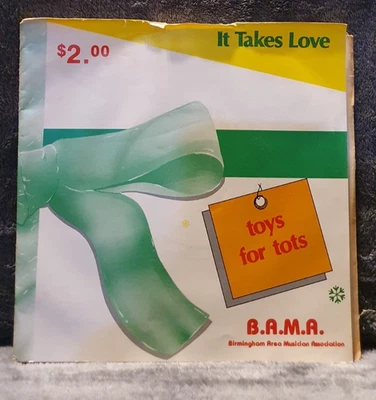 $2.00
It Takes Love
toys
for tots
B.A.M.A.
Birmingham Area Musician Association